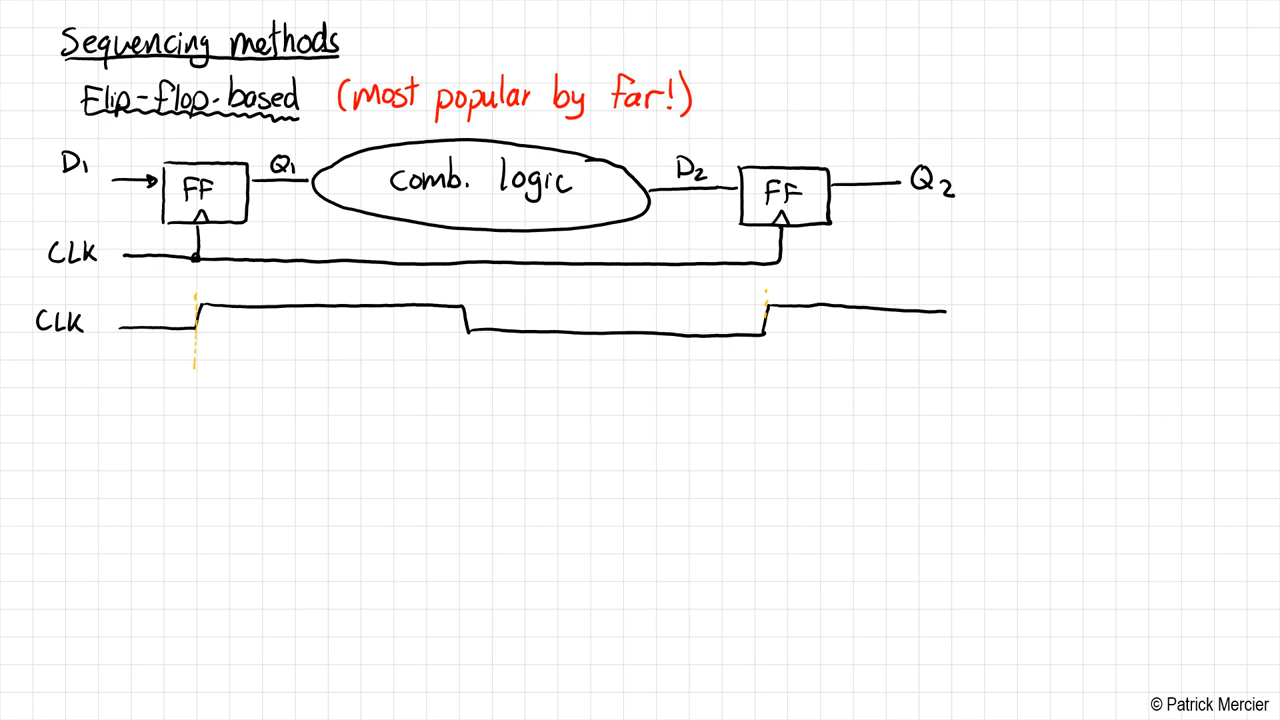 Sequencing methods
Flip-flop-based (most popular by far!)
D1 FF Q1 comb. logic D2 FF Q2
CLK
CLK
© Patrick Mercier